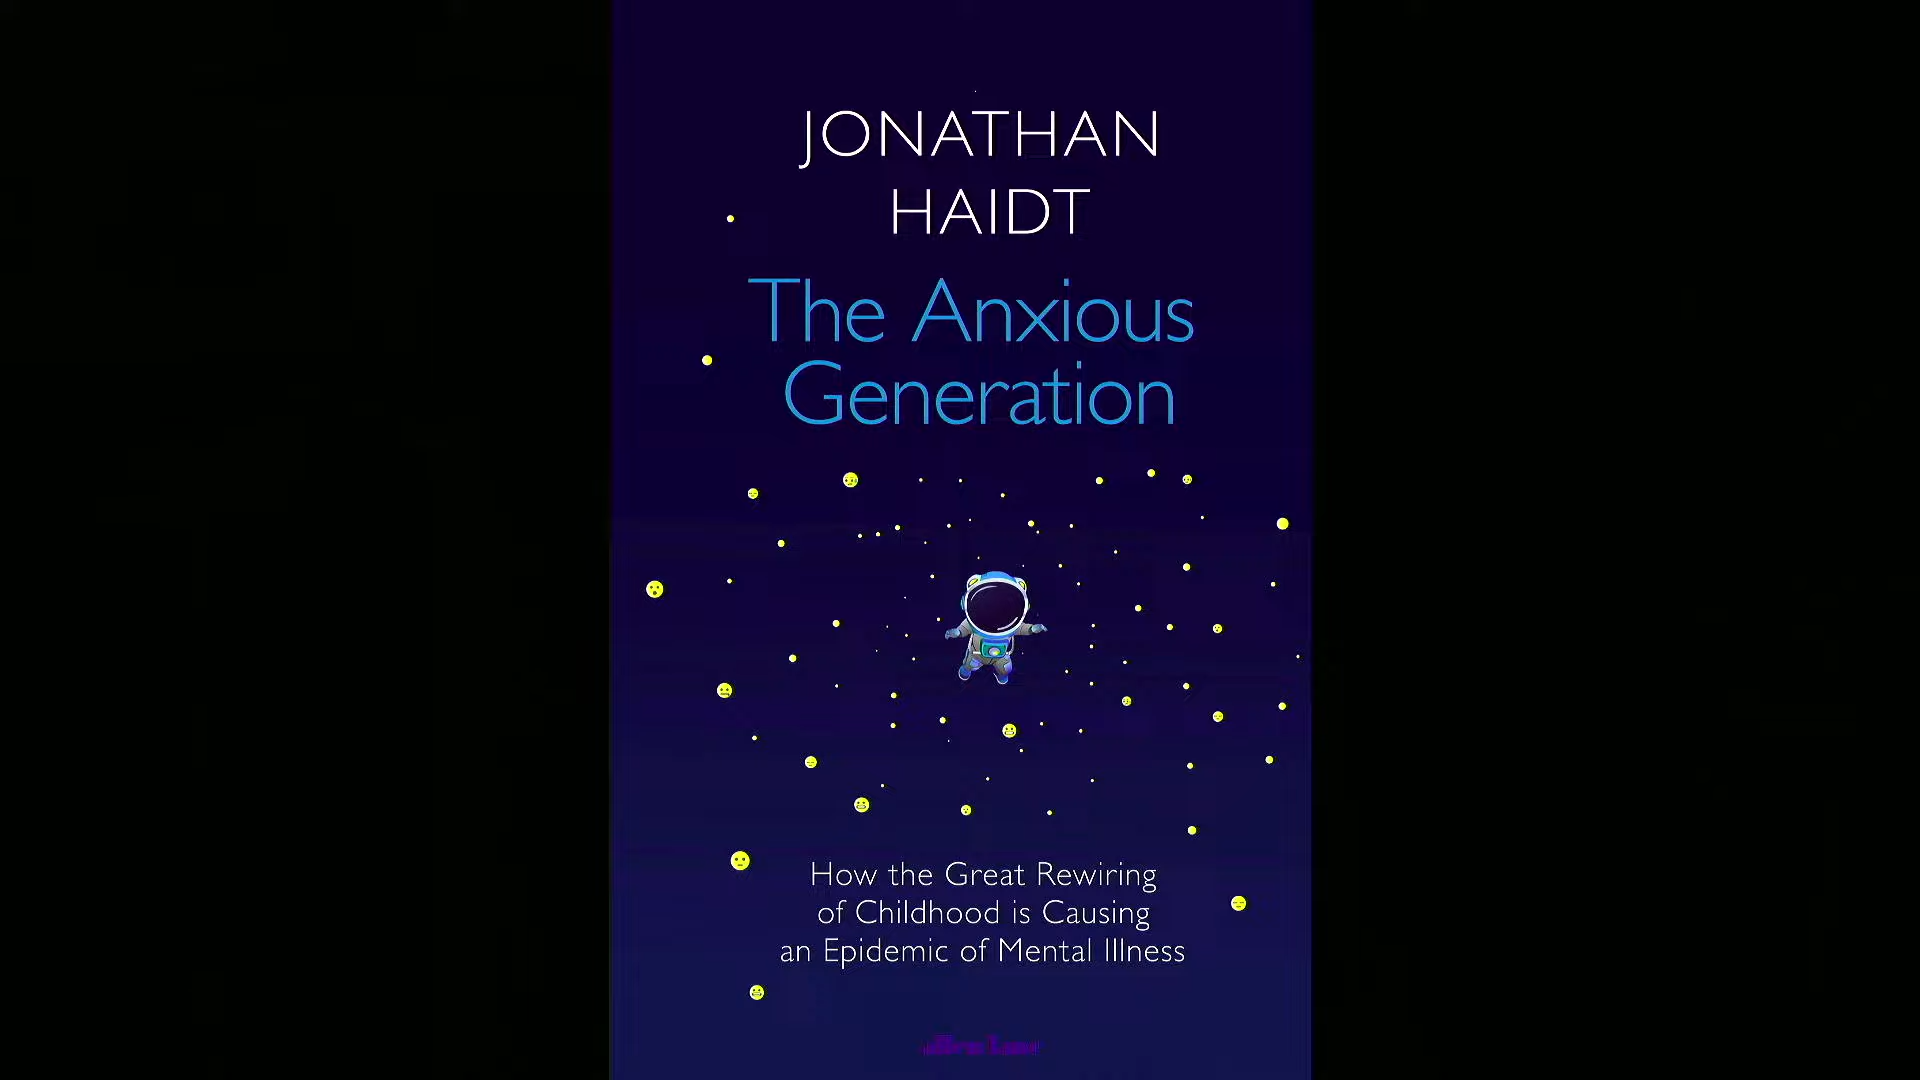 JONATHAN
HAIDT
The Anxious
Generation
How the Great Rewiring
of Childhood is Causing
an Epidemic of Mental Illness